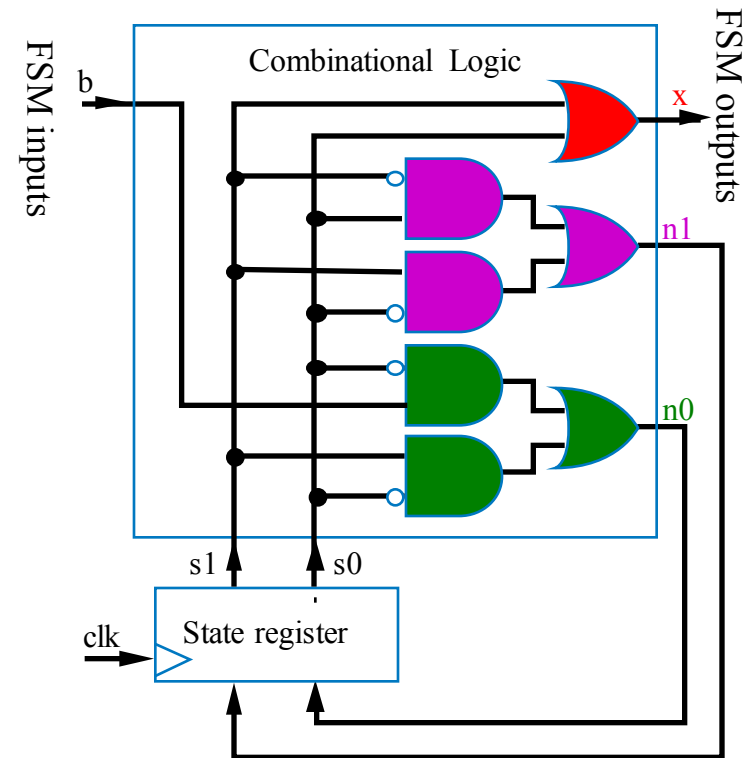 FSM inputs
b
Combinational Logic
x
FSM outputs
n1
n0
s1
s0
State register
clk